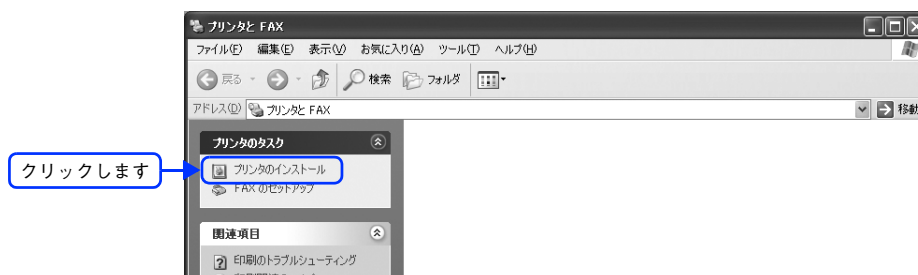 プリンタと FAX
ファイル(F) 編集(E) 表示(V) お気に入り(A) ツール(T) ヘルプ(H)
戻る 検索 フォルダ
アドレス(D) プリンタと FAX 移動
プリンタのタスク
クリックします
プリンタのインストール
FAX のセットアップ
関連項目
印刷のトラブルシューティング